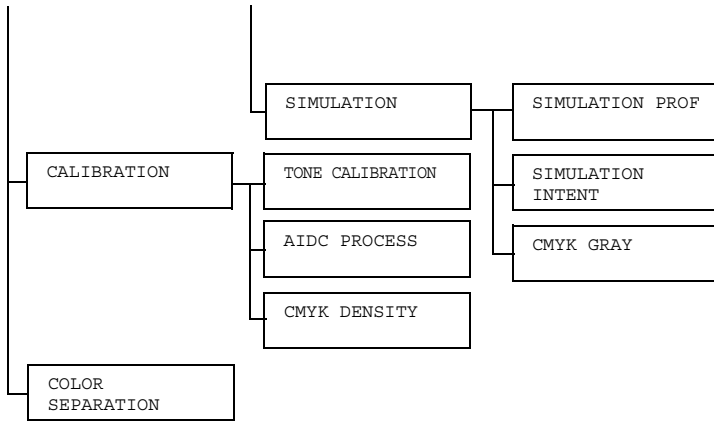 SIMULATION
SIMULATION PROF
CALIBRATION
TONE CALIBRATION
SIMULATION
INTENT
AIDC PROCESS
CMYK GRAY
CMYK DENSITY
COLOR
SEPARATION